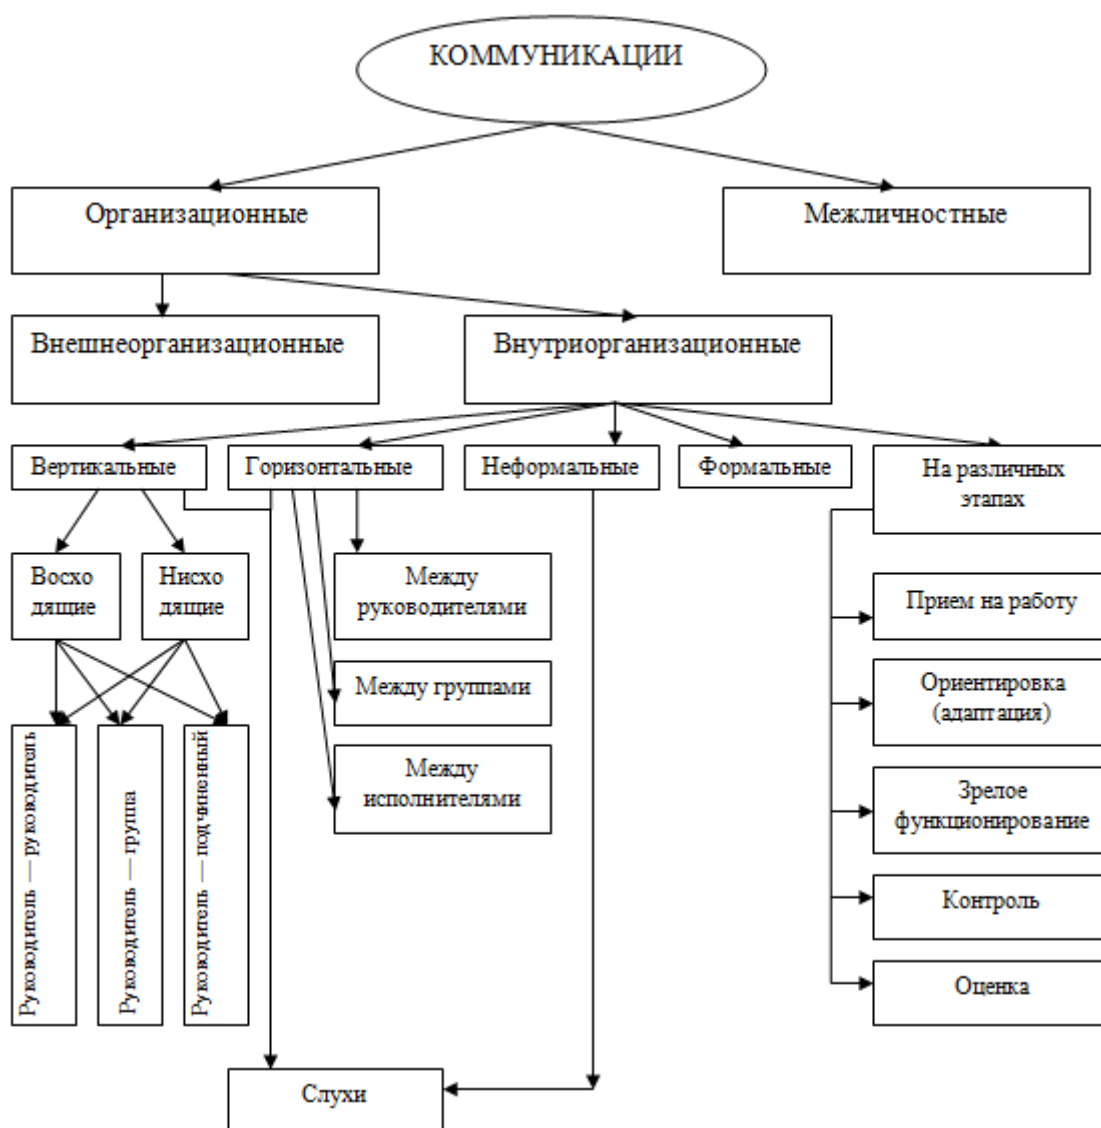 КОММУНИКАЦИИ
Организационные
Межличностные
Внешнеорганизационные
Внутриорганизационные
Вертикальные
Горизонтальные
Неформальные
Формальные
На различных
этапах
Восхо
дящие
Нисхо
дящие
Между
руководителями
Прием на работу
Между группами
Ориентировка
(адаптация)
Руководитель — руководитель
Руководитель — группа
Руководитель — подчиненный
Между
исполнителями
Зрелое
функционирование
Контроль
Оценка
Слухи